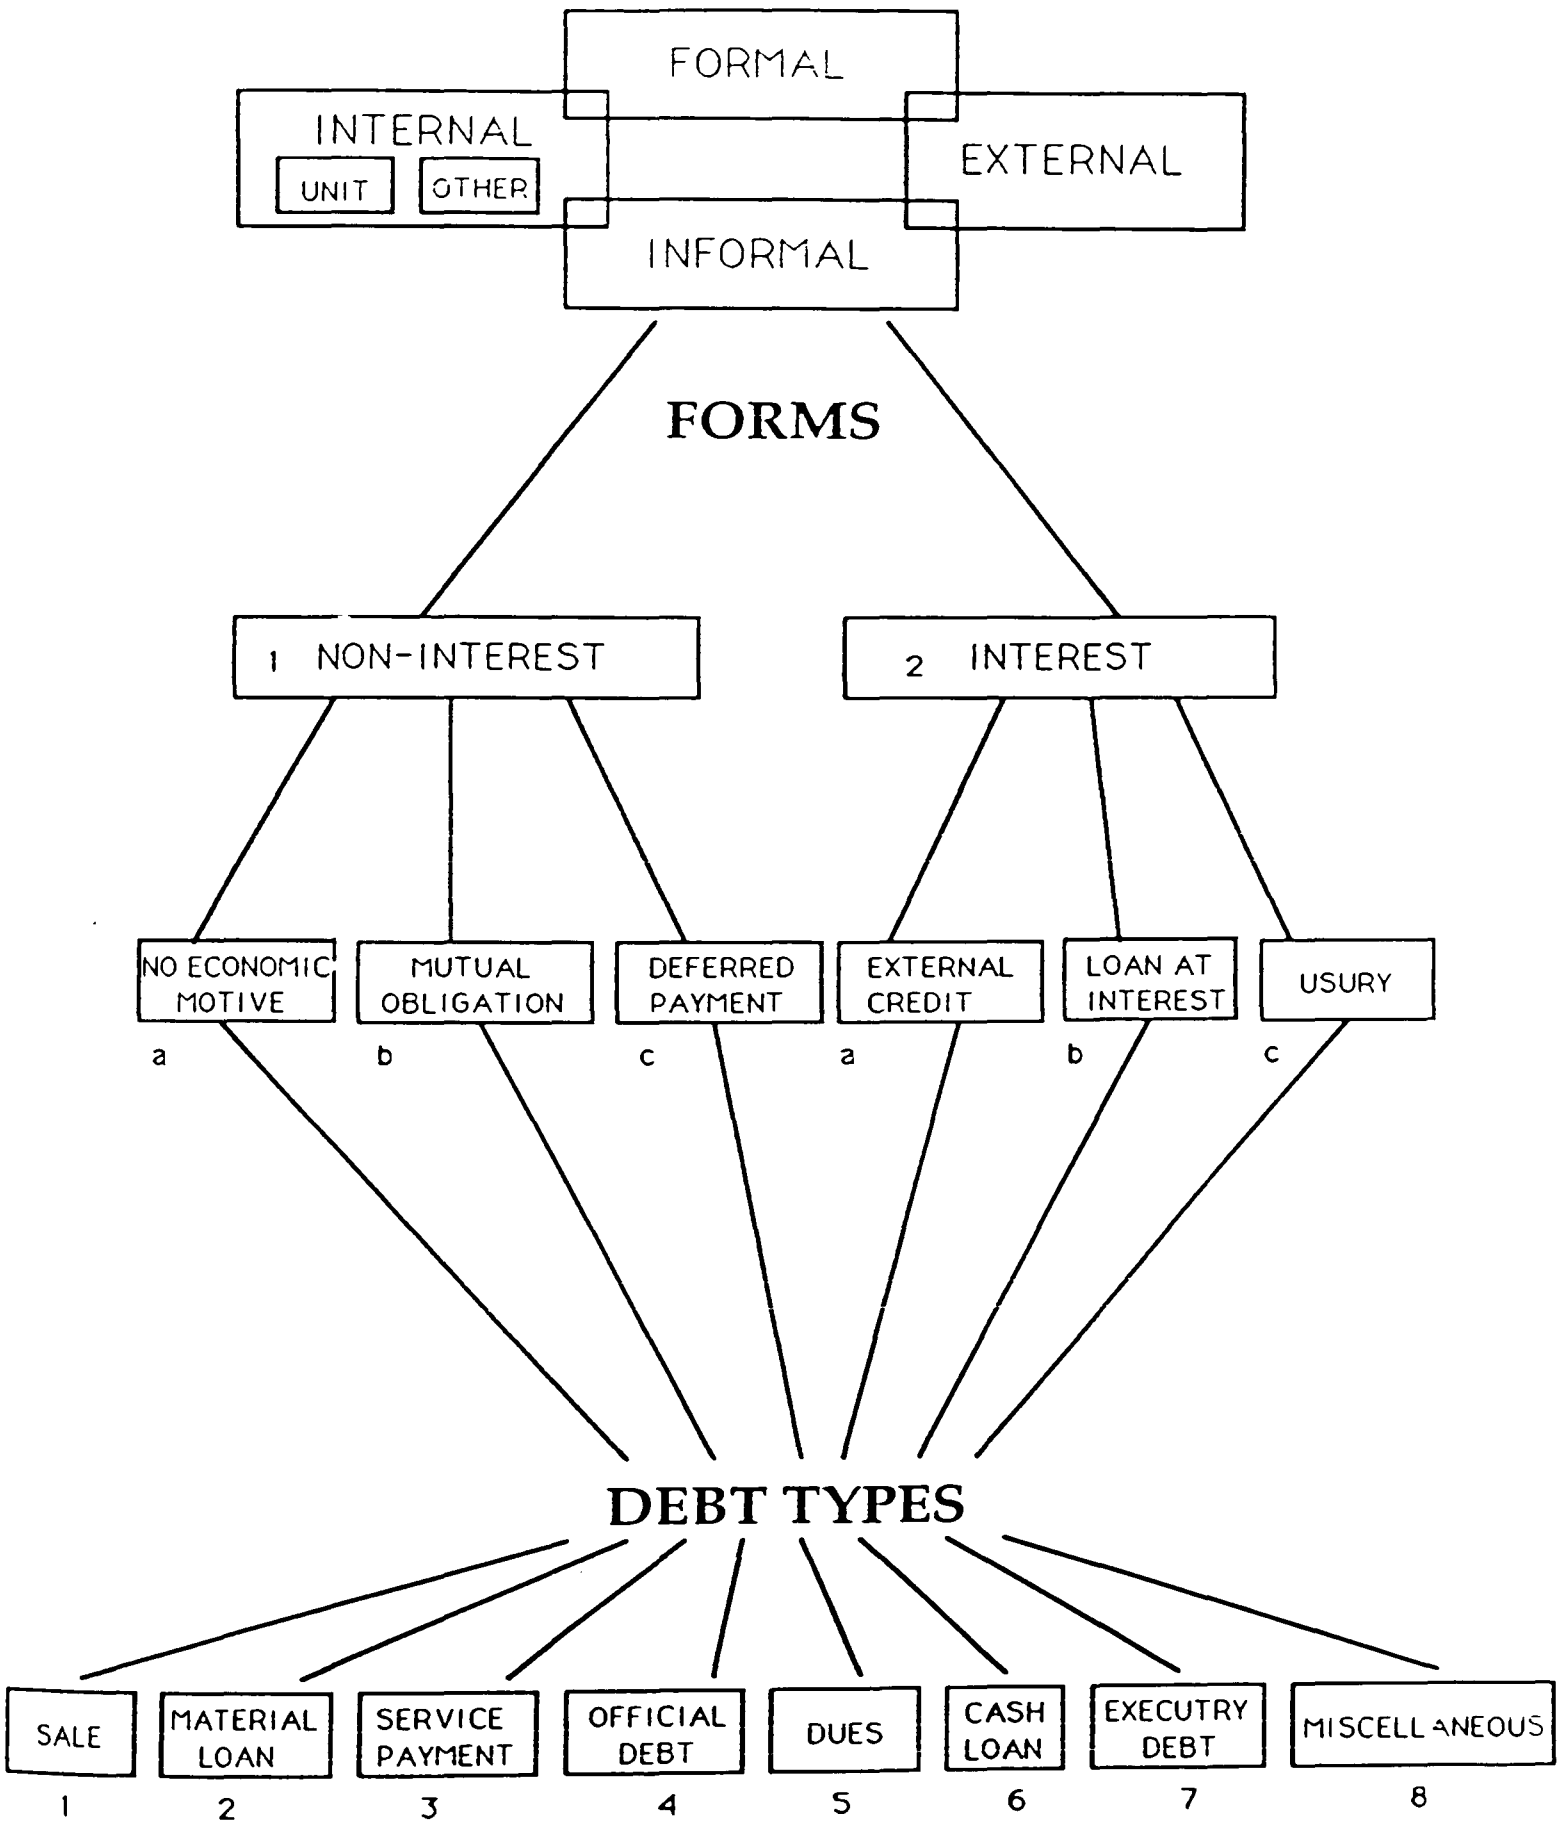 FORMAL
INTERNAL
UNIT
OTHER
EXTERNAL
INFORMAL
FORMS
1 NON-INTEREST
2 INTEREST
NO ECONOMIC
MOTIVE
a
MUTUAL
OBLIGATION
b
DEFERRED
PAYMENT
c
EXTERNAL
CREDIT
a
LOAN AT
INTEREST
b
USURY
c
DEBT TYPES
SALE
1
MATERIAL
LOAN
2
SERVICE
PAYMENT
3
OFFICIAL
DEBT
4
DUES
5
CASH
LOAN
6
EXECUTRY
DEBT
7
MISCELLANEOUS
8